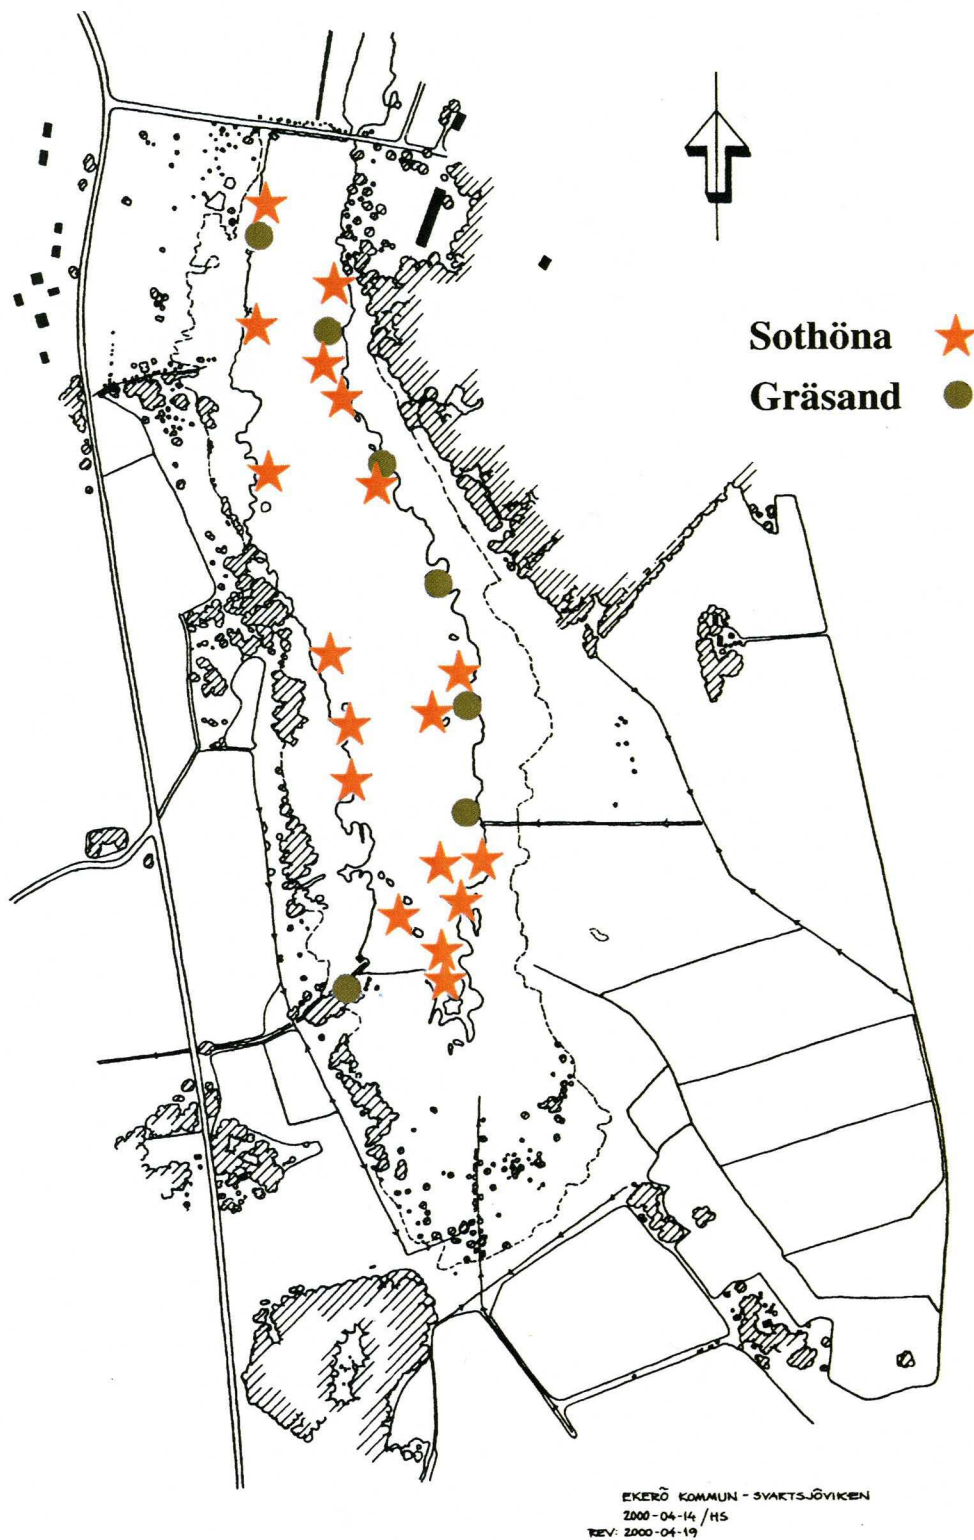 Sothöna
Gräsand
EKERÖ KOMMUN - SVARTSJÖVIKEN
2000-04-14 /HS
REV: 2000-04-19